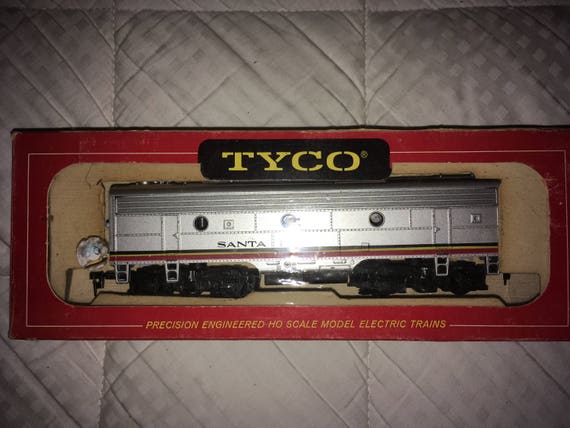 TYCO®
SANTA
PRECISION ENGINEERED·HO SCALE MODEL ELECTRIC TRAINS